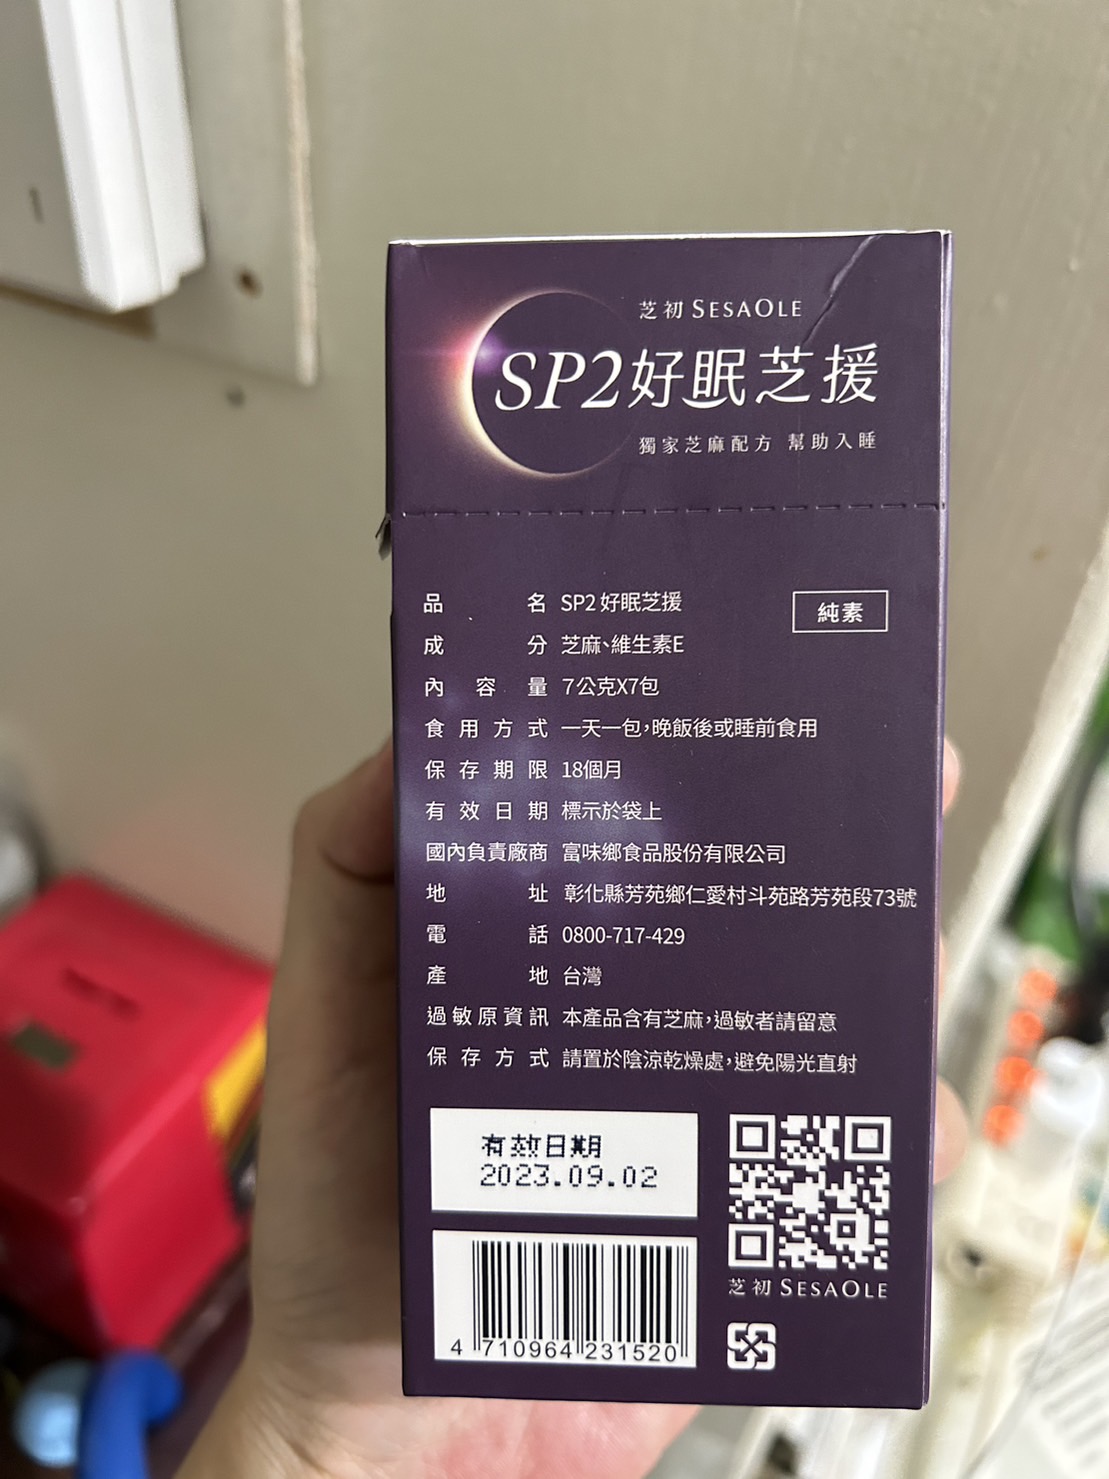 芝初 SESAOLE
SP2好眠芝援
獨家芝麻配方 幫助入睡
品名 SP2 好眠芝援
純素
成分 芝麻、維生素E
內容量 7公克X7包
食用方式 一天一包,晚飯後或睡前食用
保存期限 18個月
有效日期 標示於袋上
國內負責廠商 富味鄉食品股份有限公司
地址 彰化縣芳苑鄉仁愛村斗苑路芳苑段73號
電話 0800-717-429
產地 台灣
過敏原資訊 本產品含有芝麻,過敏者請留意
保存方式 請置於陰涼乾燥處,避免陽光直射
有效日期
2023.09.02
芝初 SESAOLE
4 710964 231520